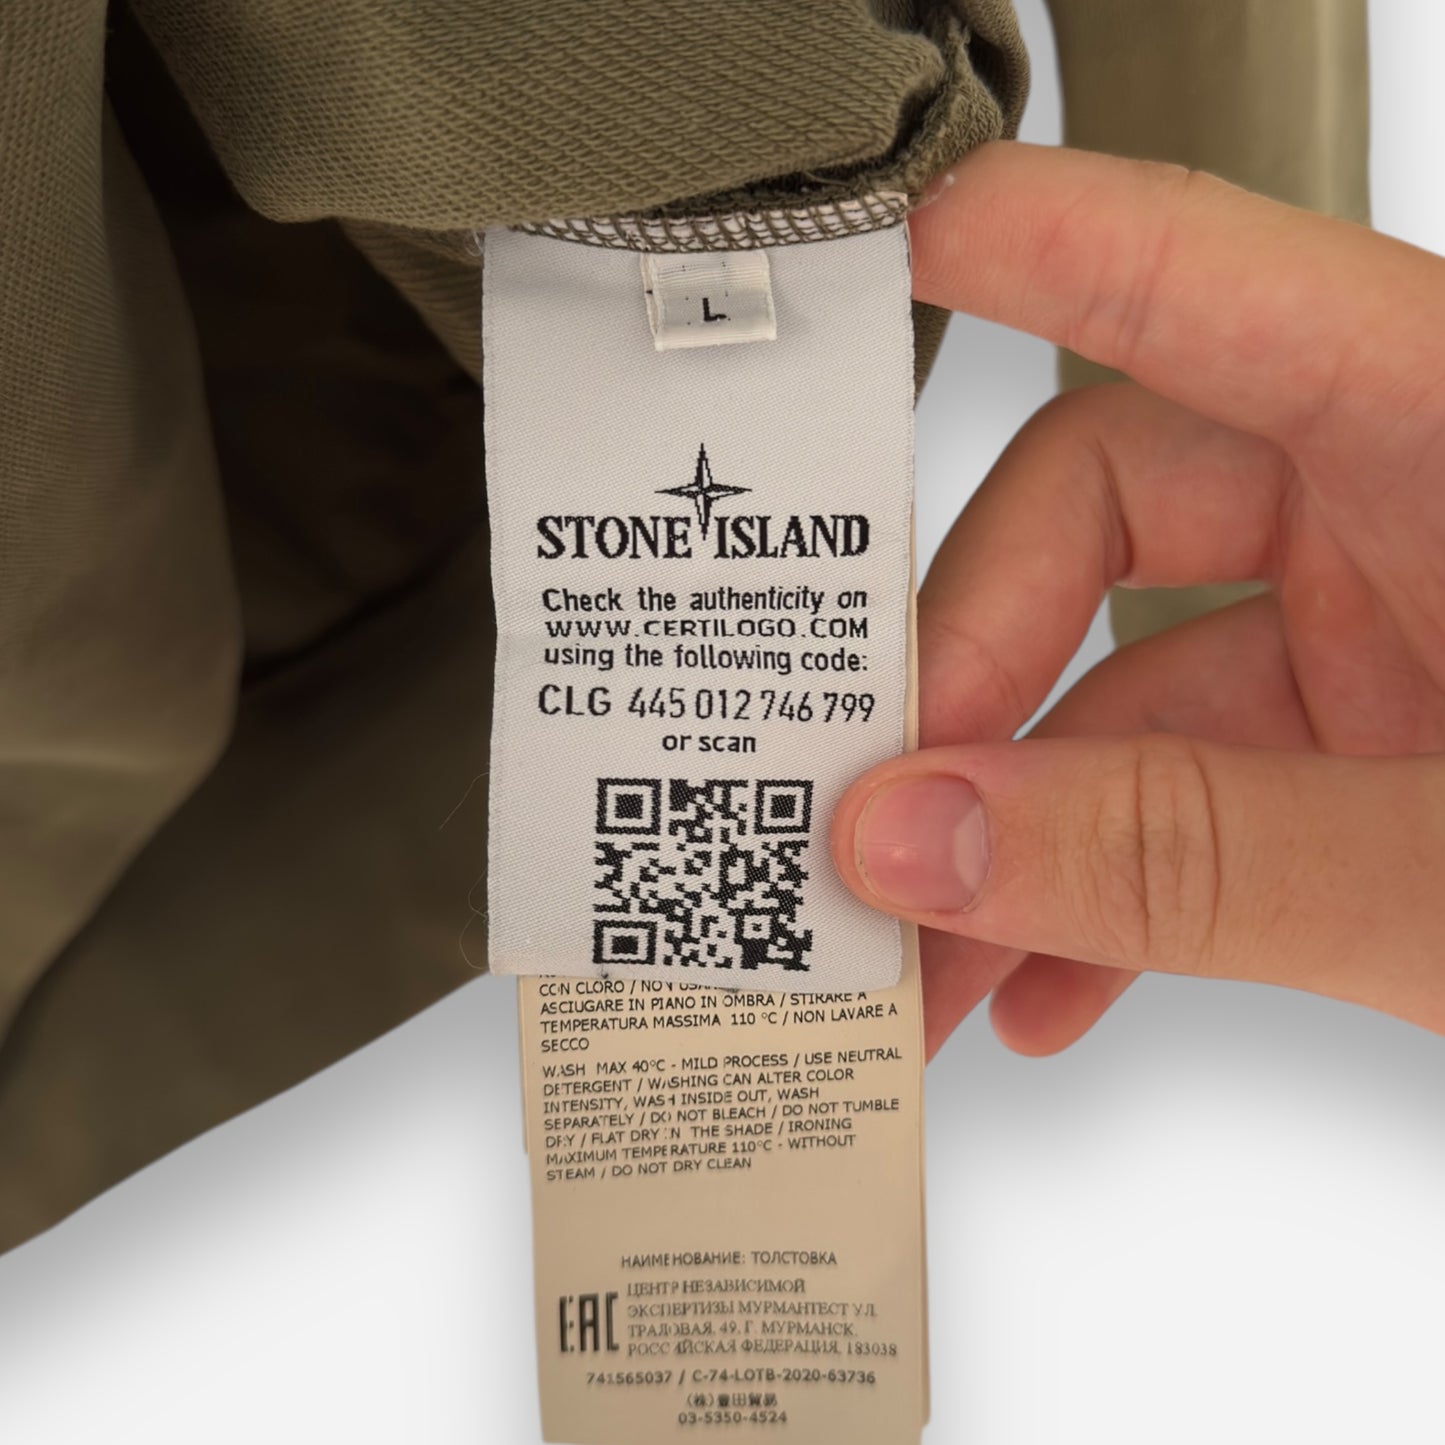 L
STONE ISLAND
Check the authenticity on
WWW.CERTILOGO.COM
using the following code:
CLG 445 012 746 799
or scan
CON CLORO / NON
ASCIUGARE IN PIANO IN OMBRA / STIRARE A
TEMPERATURA MASSIMA 110 °C / NON LAVARE A
SECCO
WASH MAX 40°C - MILD PROCESS / USE NEUTRAL
DETERGENT / WASHING CAN ALTER COLOR
INTENSITY, WASH INSIDE OUT, WASH
SEPARATELY / DO NOT BLEACH / DO NOT TUMBLE
DRY / FLAT DRY IN THE SHADE / IRONING
MAXIMUM TEMPERATURE 110°C - WITHOUT
STEAM / DO NOT DRY CLEAN
НАИМЕНОВАНИЕ: ТОЛСТОВКА
EAC
ЦЕНТР НЕЗАВИСИМОЙ
ЭКСПЕРТИЗЫ МУРМАНТЕСТ УЛ.
ТРАЛОВАЯ, 49, Г. МУРМАНСК,
РОССИЙСКАЯ ФЕДЕРАЦИЯ, 183038
741565037 / C-74-LOTB-2020-63736
(株)豊田貿易
03-5350-4524